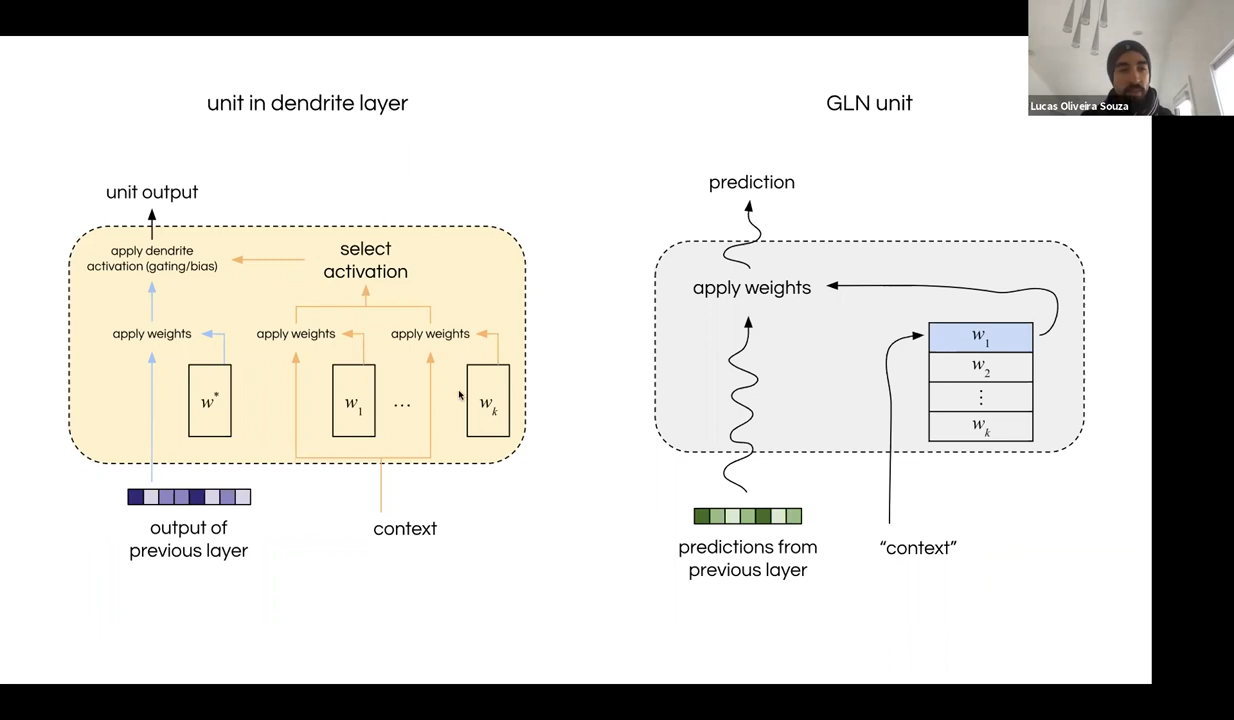 unit in dendrite layer
unit output
apply dendrite
activation (gating/bias)
select
activation
apply weights
apply weights
apply weights
w*
w1
...
wk
output of
previous layer
context
GLN unit
prediction
apply weights
w1
w2
⋮
wk
predictions from
previous layer
“context”
Lucas Oliveira Souza